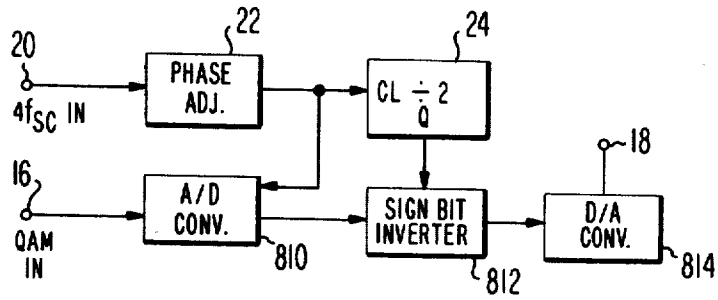 20
4fSC IN
22
PHASE
ADJ.
24
CL ÷ 2
Q
16
QAM
IN
A/D
CONV.
810
SIGN BIT
INVERTER
812
18
D/A
CONV.
814